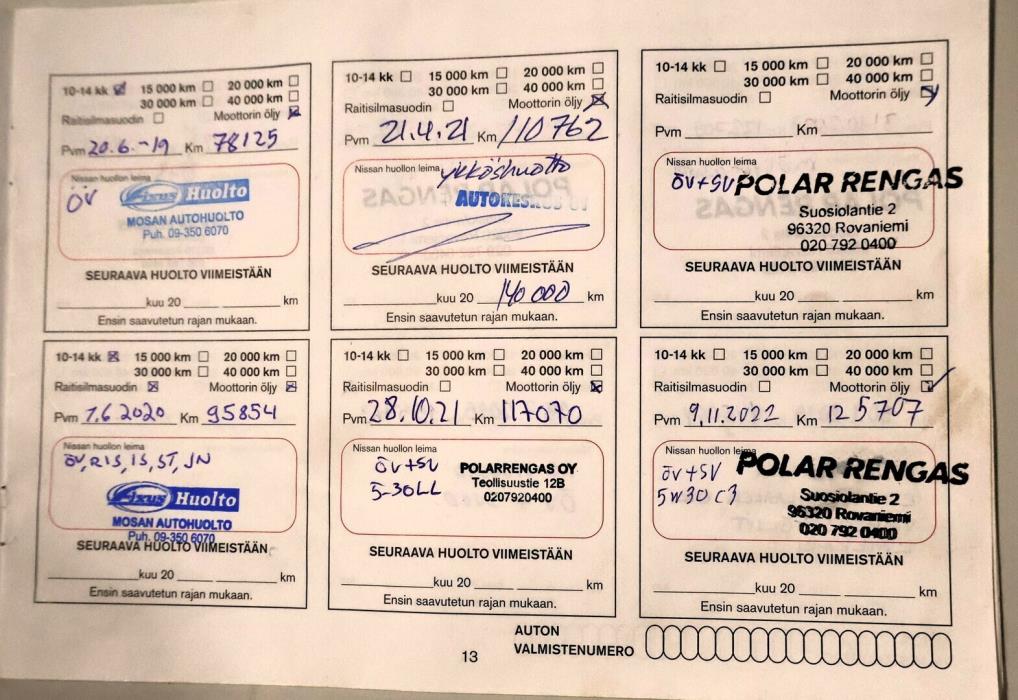 10-14 kk 15 000 km 20 000 km
30 000 km 40 000 km
Raitisilmasuodin Moottorin öljy
Pvm 20.6.-19 Km 78125
Nissan huollon leima
ÖV
Fixus Huolto
MOSAN AUTOHUOLTO
Puh. 09-350 6070
SEURAAVA HUOLTO VIIMEISTÄÄN
kuu 20 km
Ensin saavutetun rajan mukaan.
10-14 kk 15 000 km 20 000 km
30 000 km 40 000 km
Raitisilmasuodin Moottorin öljy
Pvm 21.4.21 Km 110762
Nissan huollon leima
ykköshuolto
SEURAAVA HUOLTO VIIMEISTÄÄN
kuu 20 140 000 km
Ensin saavutetun rajan mukaan.
10-14 kk 15 000 km 20 000 km
30 000 km 40 000 km
Raitisilmasuodin Moottorin öljy
Pvm Km
Nissan huollon leima
ÖV+SV
POLAR RENGAS
Suosiolantie 2
96320 Rovaniemi
020 792 0400
SEURAAVA HUOLTO VIIMEISTÄÄN
kuu 20 km
Ensin saavutetun rajan mukaan.
10-14 kk 15 000 km 20 000 km
30 000 km 40 000 km
Raitisilmasuodin Moottorin öljy
Pvm 1.6.2020 Km 95854
Nissan huollon leima
ÖV, RIS, IS, ST, JN
Fixus Huolto
MOSAN AUTOHUOLTO
Puh. 09-350 6070
SEURAAVA HUOLTO VIIMEISTÄÄN
kuu 20 km
Ensin saavutetun rajan mukaan.
10-14 kk 15 000 km 20 000 km
30 000 km 40 000 km
Raitisilmasuodin Moottorin öljy
Pvm 28.10.21 Km 117070
Nissan huollon leima
ÖV+SV
5-30LL
POLARRENGAS OY
Teollisuustie 12B
0207920400
SEURAAVA HUOLTO VIIMEISTÄÄN
kuu 20 km
Ensin saavutetun rajan mukaan.
10-14 kk 15 000 km 20 000 km
30 000 km 40 000 km
Raitisilmasuodin Moottorin öljy
Pvm 9.11.2022 Km 125707
Nissan huollon leima
ÖV+SV
5W30 C3
POLAR RENGAS
Suosiolantie 2
96320 Rovaniemi
020 792 0400
SEURAAVA HUOLTO VIIMEISTÄÄN
kuu 20 km
Ensin saavutetun rajan mukaan.
AUTON
VALMISTENUMERO
13